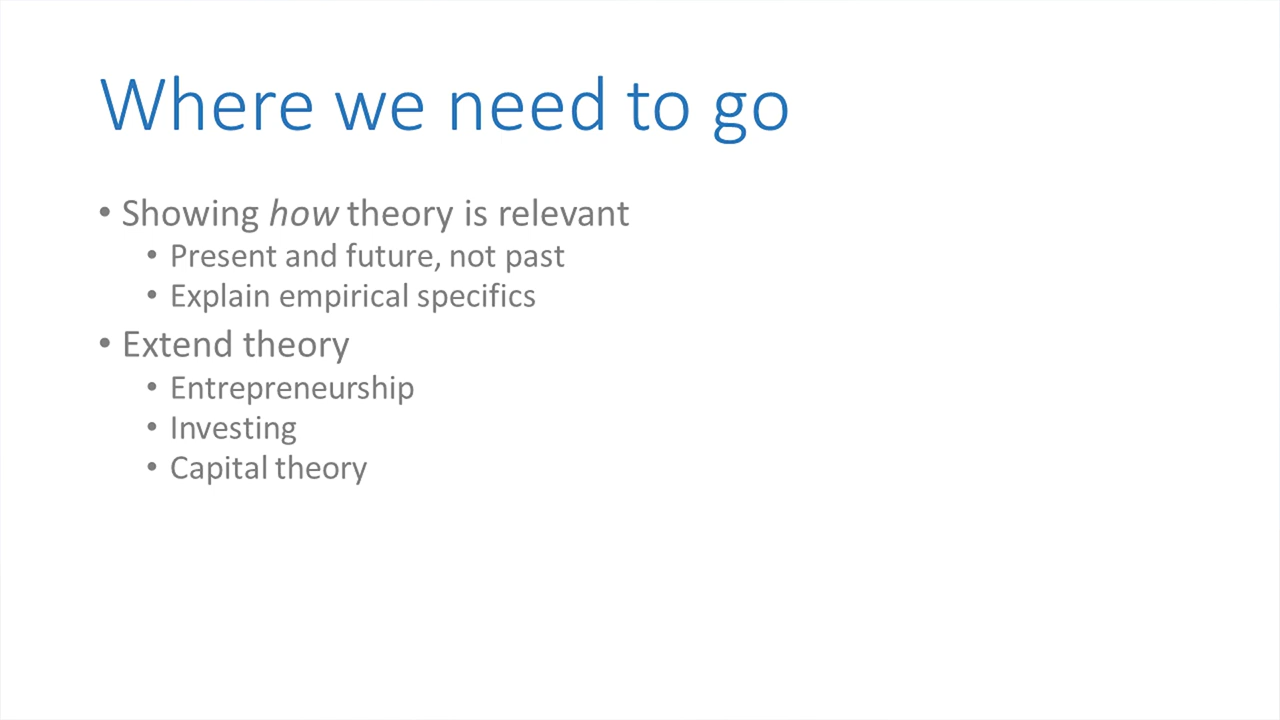 Where we need to go
• Showing how theory is relevant
• Present and future, not past
• Explain empirical specifics
• Extend theory
• Entrepreneurship
• Investing
• Capital theory